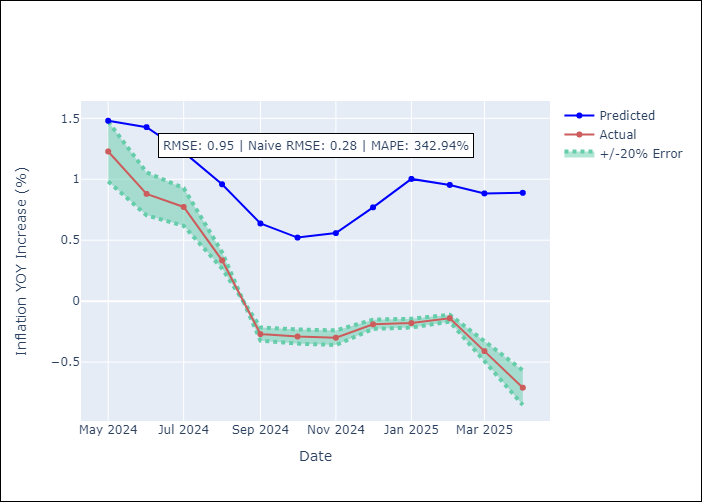 Predicted
Actual
+/-20% Error
RMSE: 0.95 | Naive RMSE: 0.28 | MAPE: 342.94%
Inflation YOY Increase (%)
1.5
1
0.5
0
−0.5
May 2024 Jul 2024 Sep 2024 Nov 2024 Jan 2025 Mar 2025
Date